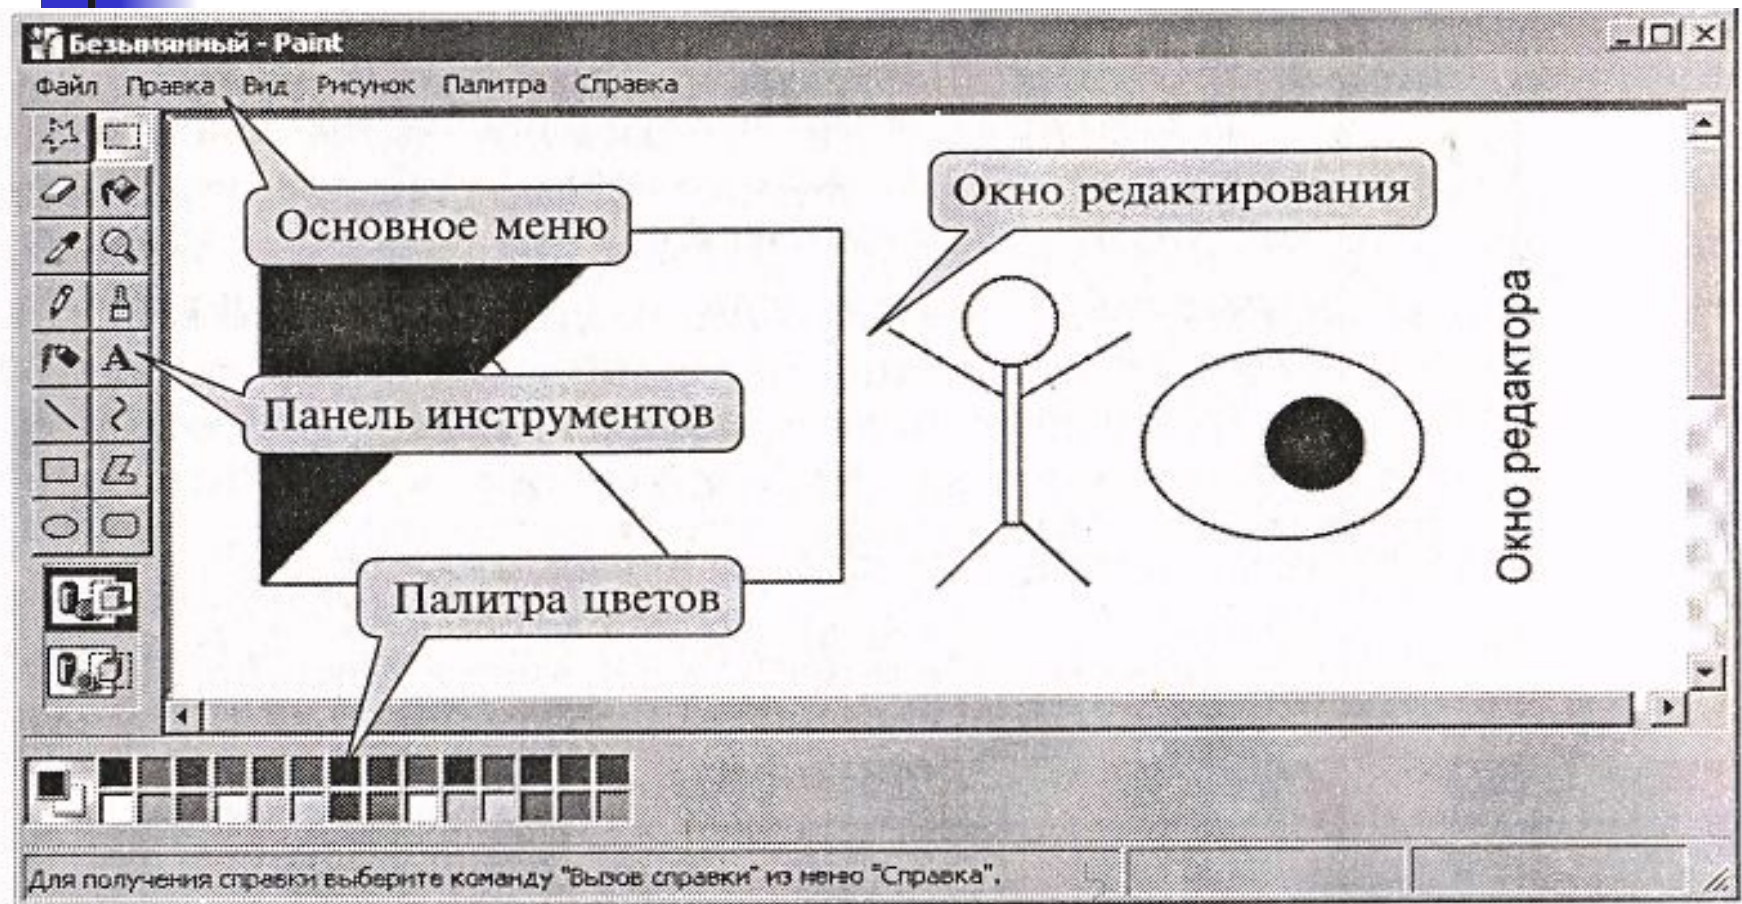 Безымянный - Paint
Файл Правка Вид Рисунок Палитра Справка
Основное меню
Окно редактирования
Панель инструментов
A
Окно редактора
Палитра цветов
Для получения справки выберите команду "Вызов справки" из меню "Справка".